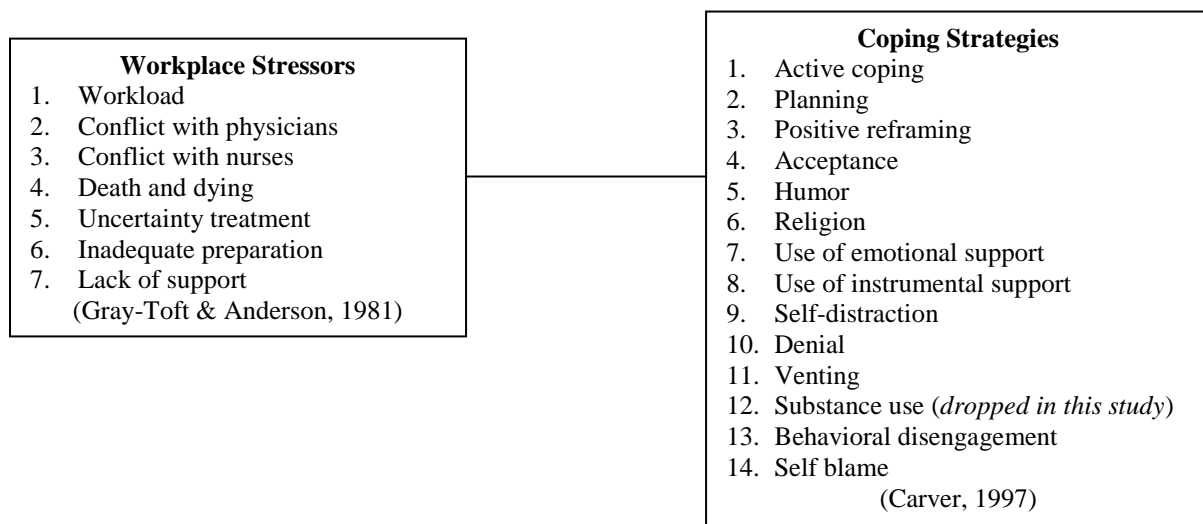 Workplace Stressors
1. Workload
2. Conflict with physicians
3. Conflict with nurses
4. Death and dying
5. Uncertainty treatment
6. Inadequate preparation
7. Lack of support
(Gray-Toft & Anderson, 1981)
Coping Strategies
1. Active coping
2. Planning
3. Positive reframing
4. Acceptance
5. Humor
6. Religion
7. Use of emotional support
8. Use of instrumental support
9. Self-distraction
10. Denial
11. Venting
12. Substance use (dropped in this study)
13. Behavioral disengagement
14. Self blame
(Carver, 1997)